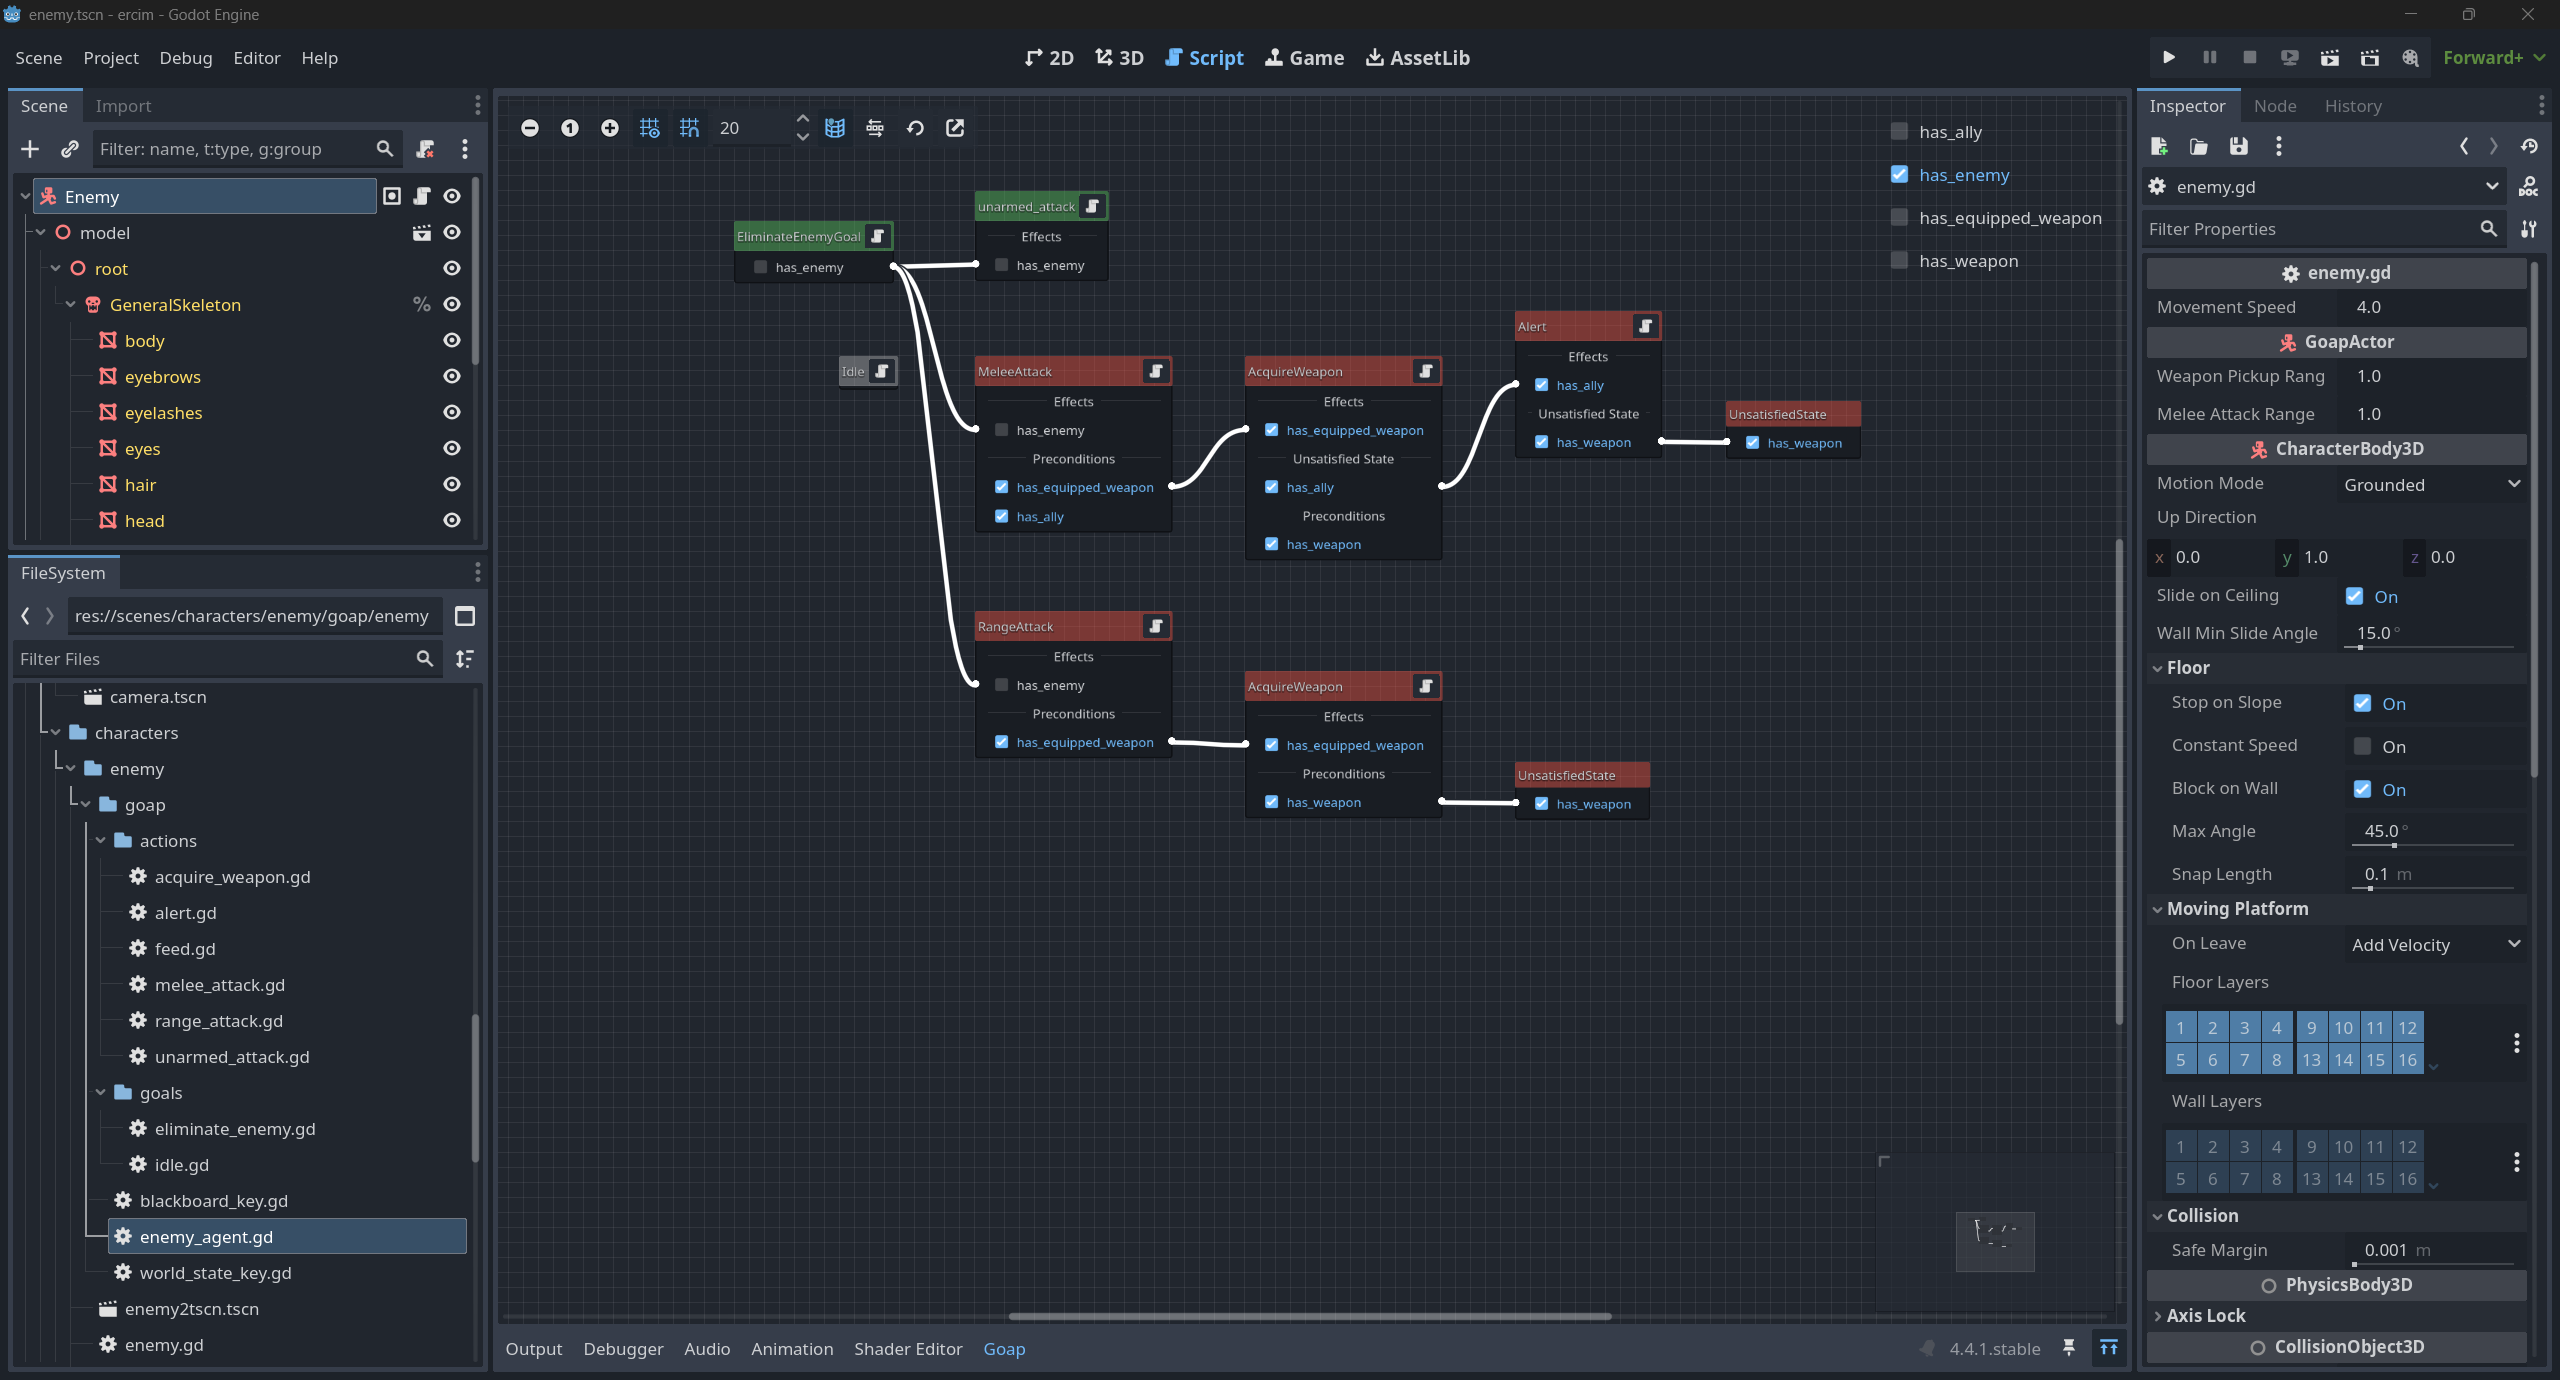 enemy.tscn - ercim - Godot Engine
Scene Project Debug Editor Help
2D 3D Script Game AssetLib
Forward+
Scene Import
Filter: name, t:type, g:group
Enemy
model
root
GeneralSkeleton %
body
eyebrows
eyelashes
eyes
hair
head
FileSystem
res://scenes/characters/enemy/goap/enemy
Filter Files
camera.tscn
characters
enemy
goap
actions
acquire_weapon.gd
alert.gd
feed.gd
melee_attack.gd
range_attack.gd
unarmed_attack.gd
goals
eliminate_enemy.gd
idle.gd
blackboard_key.gd
enemy_agent.gd
world_state_key.gd
enemy2tscn.tscn
enemy.gd
1 20
has_ally
has_enemy
has_equipped_weapon
has_weapon
EliminateEnemyGoal
has_enemy
unarmed_attack
Effects
has_enemy
Idle
MeleeAttack
Effects
has_enemy
Preconditions
has_equipped_weapon
has_ally
AcquireWeapon
Effects
has_equipped_weapon
Unsatisfied State
has_ally
Preconditions
has_weapon
Alert
Effects
has_ally
Unsatisfied State
has_weapon
UnsatisfiedState
has_weapon
RangeAttack
Effects
has_enemy
Preconditions
has_equipped_weapon
AcquireWeapon
Effects
has_equipped_weapon
Preconditions
has_weapon
UnsatisfiedState
has_weapon
Output Debugger Audio Animation Shader Editor Goap
4.4.1.stable
Inspector Node History
enemy.gd
Filter Properties
enemy.gd
Movement Speed 4.0
GoapActor
Weapon Pickup Rang 1.0
Melee Attack Range 1.0
CharacterBody3D
Motion Mode Grounded
Up Direction
x 0.0 y 1.0 z 0.0
Slide on Ceiling On
Wall Min Slide Angle 15.0 °
Floor
Stop on Slope On
Constant Speed On
Block on Wall On
Max Angle 45.0 °
Snap Length 0.1 m
Moving Platform
On Leave Add Velocity
Floor Layers
1 2 3 4 9 10 11 12
5 6 7 8 13 14 15 16
Wall Layers
1 2 3 4 9 10 11 12
5 6 7 8 13 14 15 16
Collision
Safe Margin 0.001 m
PhysicsBody3D
Axis Lock
CollisionObject3D